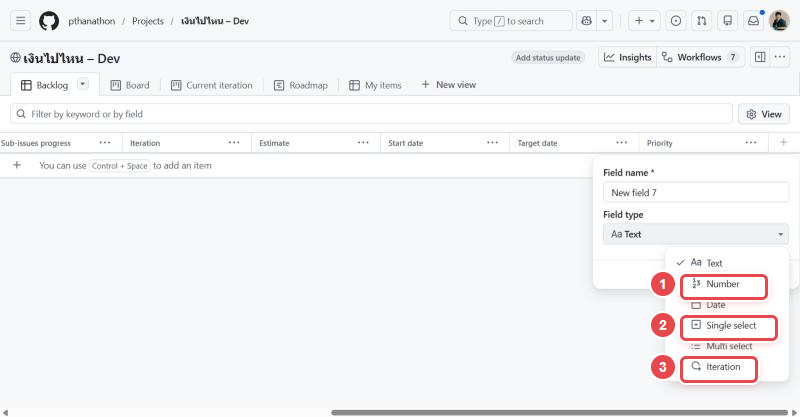 pthanathon / Projects / เงินไปไหน – Dev
Type / to search
เงินไปไหน – Dev
Add status update
Insights
Workflows 7
Backlog
Board
Current iteration
Roadmap
My items
+ New view
Filter by keyword or by field
View
Sub-issues progress
Iteration
Estimate
Start date
Target date
Priority
You can use Control + Space to add an item
Field name *
New field 7
Field type
Aa Text
Aa Text
1 Number
Date
2 Single select
Multi select
3 Iteration